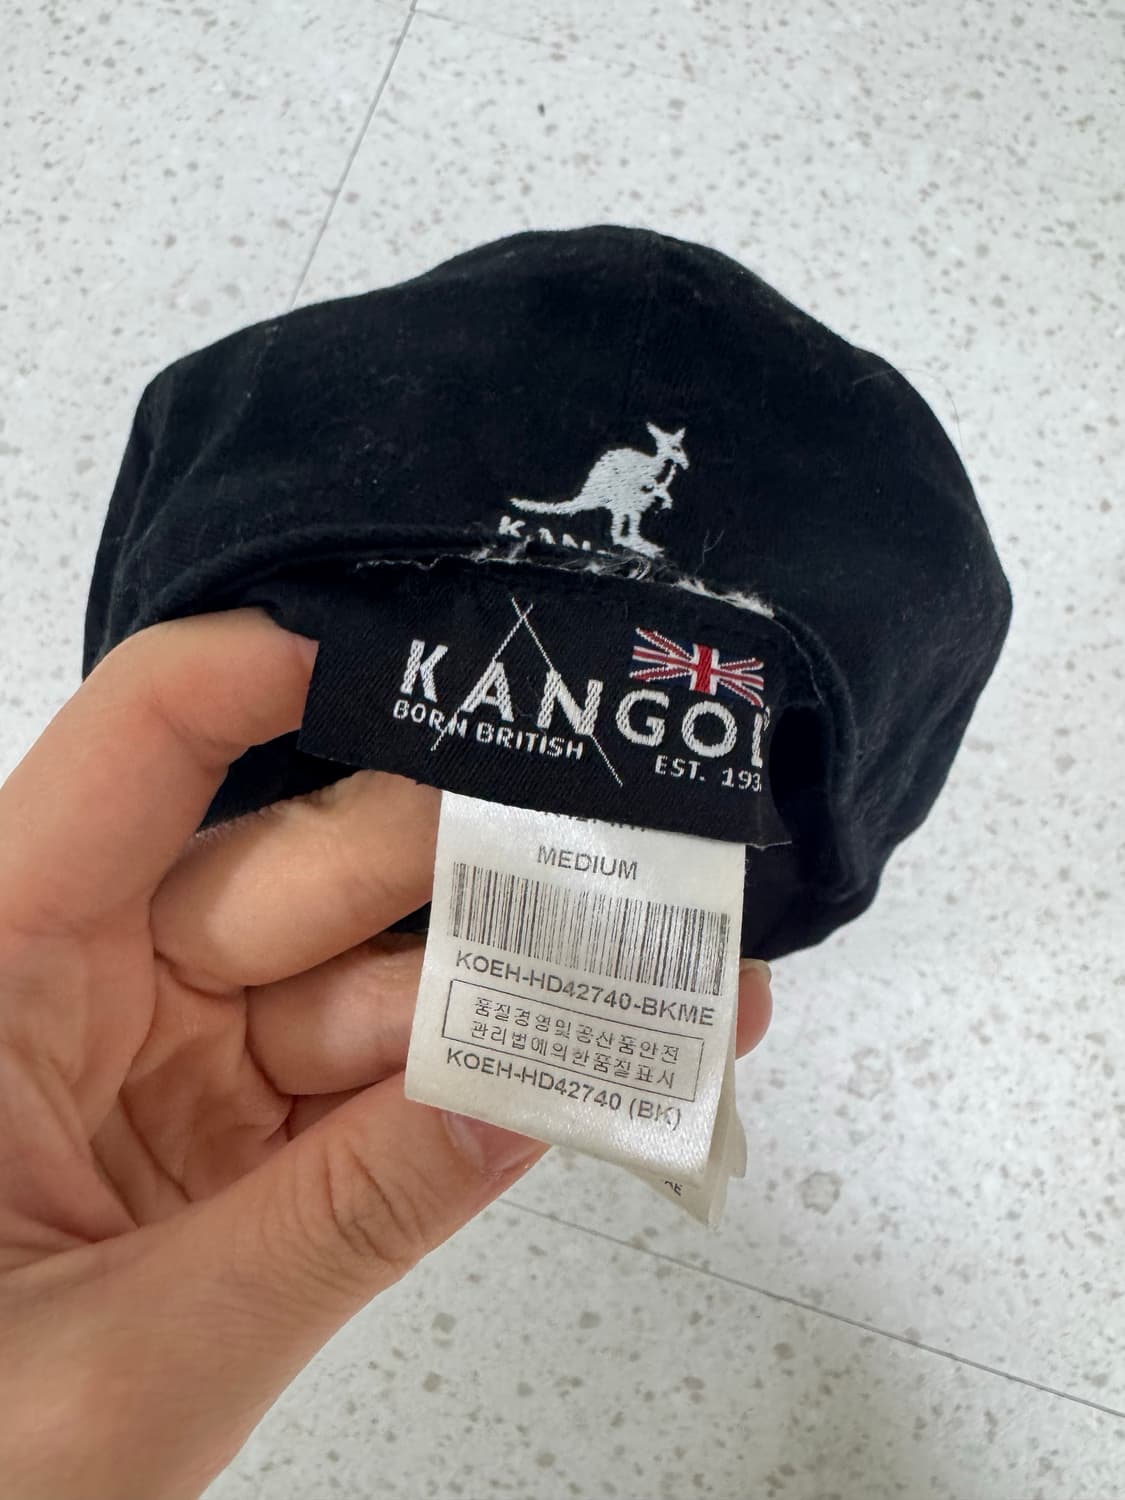 KANGOL
BORN BRITISH
EST. 193
MEDIUM
KOEH-HD42740-BKME
품질경영및공산품안전
관리법에의한품질표시
KOEH-HD42740 (BK)